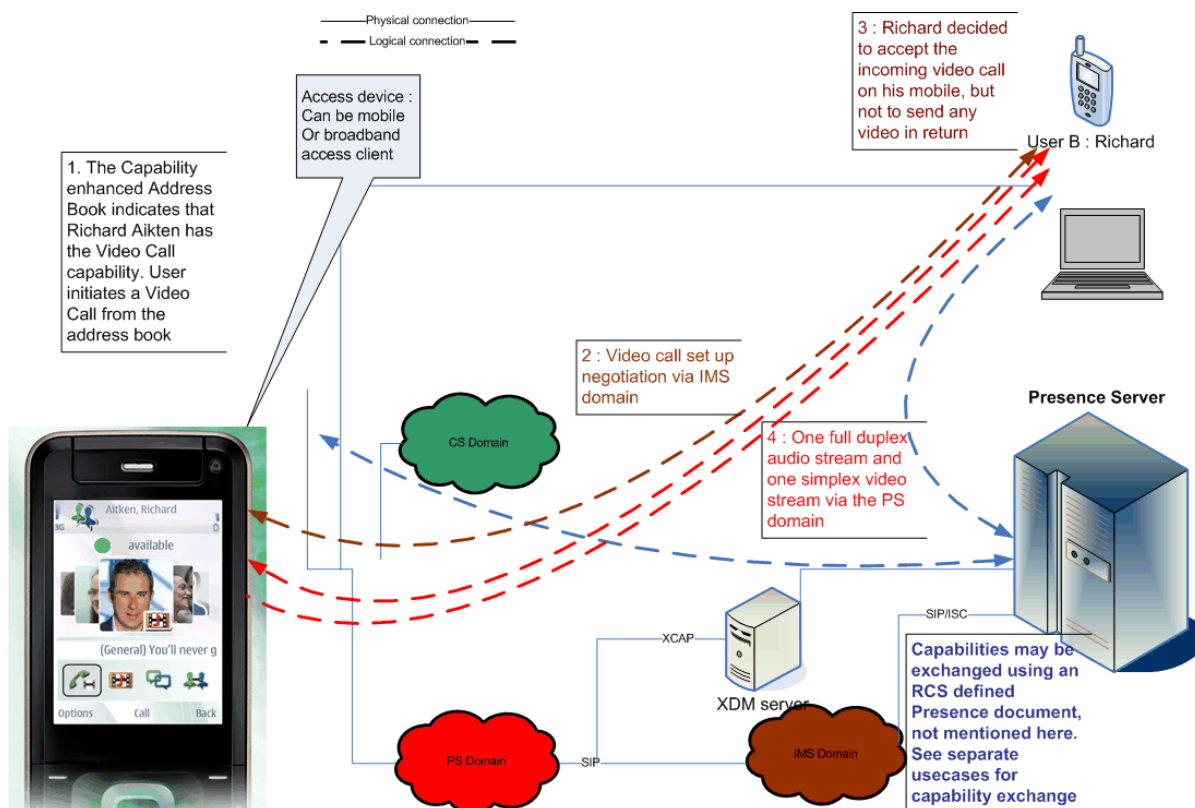 Physical connection
Logical connection
Access device :
Can be mobile
Or broadband
access client
3 : Richard decided
to accept the
incoming video call
on his mobile, but
not to send any
video in return
User B : Richard
1. The Capability
enhanced Address
Book indicates that
Richard Aikten has
the Video Call
capability. User
initiates a Video
Call from the
address book
2 : Video call set up
negotiation via IMS
domain
Presence Server
CS Domain
4 : One full duplex
audio stream and
one simplex video
stream via the PS
domain
Aitken, Richard
3G
available
(General) You'll never g
Options
Call
Back
SIP/ISC
XCAP
XDM server
PS Domain
SIP
IMS Domain
Capabilities may be
exchanged using an
RCS defined
Presence document,
not mentioned here.
See separate
usecases for
capability exchange